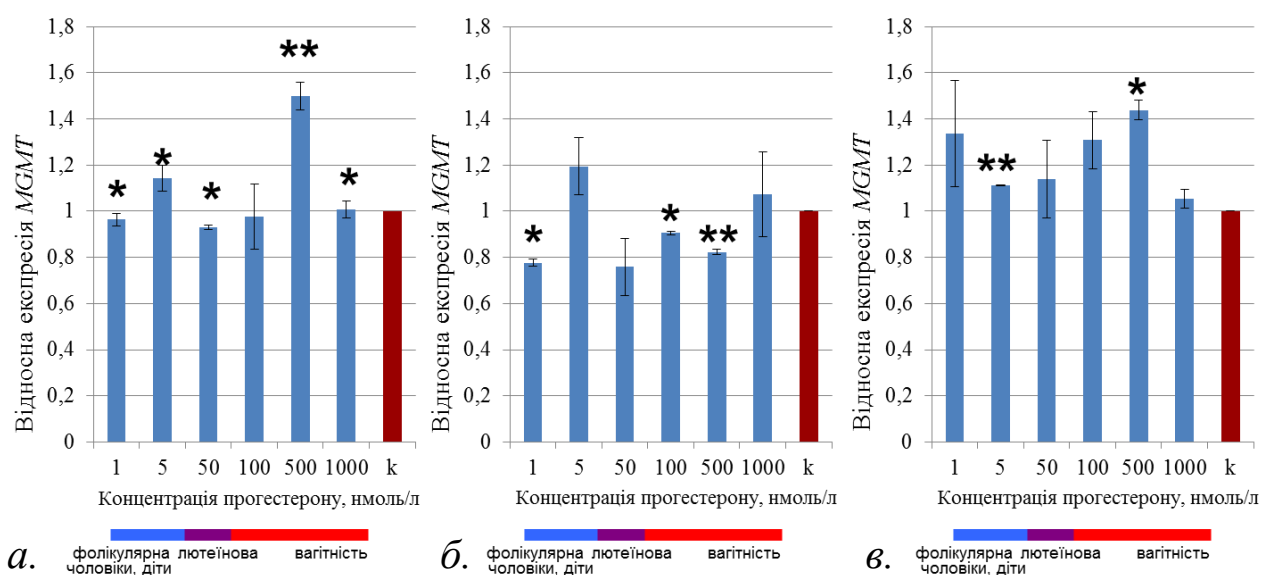 Відносна експресія MGMT
1,8
1,6
1,4
1,2
1
0,8
0,6
0,4
0,2
0
* * * ** *
1 5 50 100 500 1000 k
Концентрація прогестерону, нмоль/л
а.
фолікулярна лютеїнова вагітність
чоловіки, діти
Відносна експресія MGMT
1,8
1,6
1,4
1,2
1
0,8
0,6
0,4
0,2
0
* * **
1 5 50 100 500 1000 k
Концентрація прогестерону, нмоль/л
б.
фолікулярна лютеїнова вагітність
чоловіки, діти
Відносна експресія MGMT
1,8
1,6
1,4
1,2
1
0,8
0,6
0,4
0,2
0
** *
1 5 50 100 500 1000 k
Концентрація прогестерону, нмоль/л
в.
фолікулярна лютеїнова вагітність
чоловіки, діти